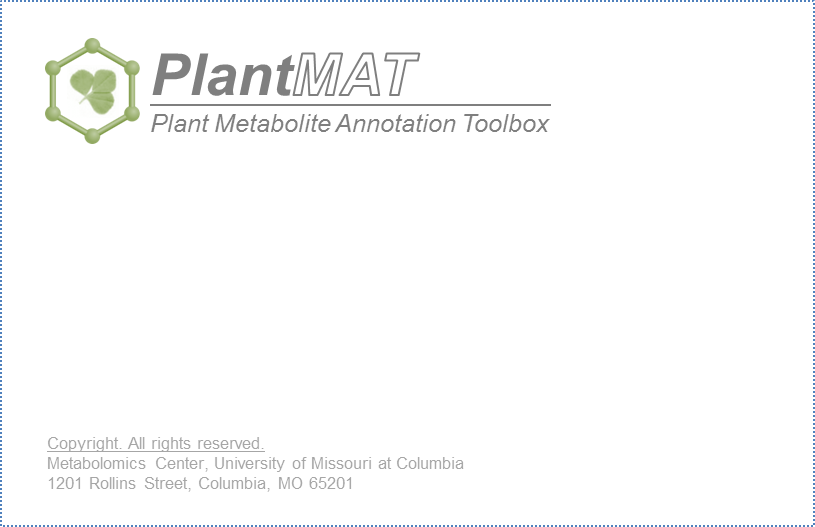 PlantMAT
Plant Metabolite Annotation Toolbox
Copyright. All rights reserved.
Metabolomics Center, University of Missouri at Columbia
1201 Rollins Street, Columbia, MO 65201